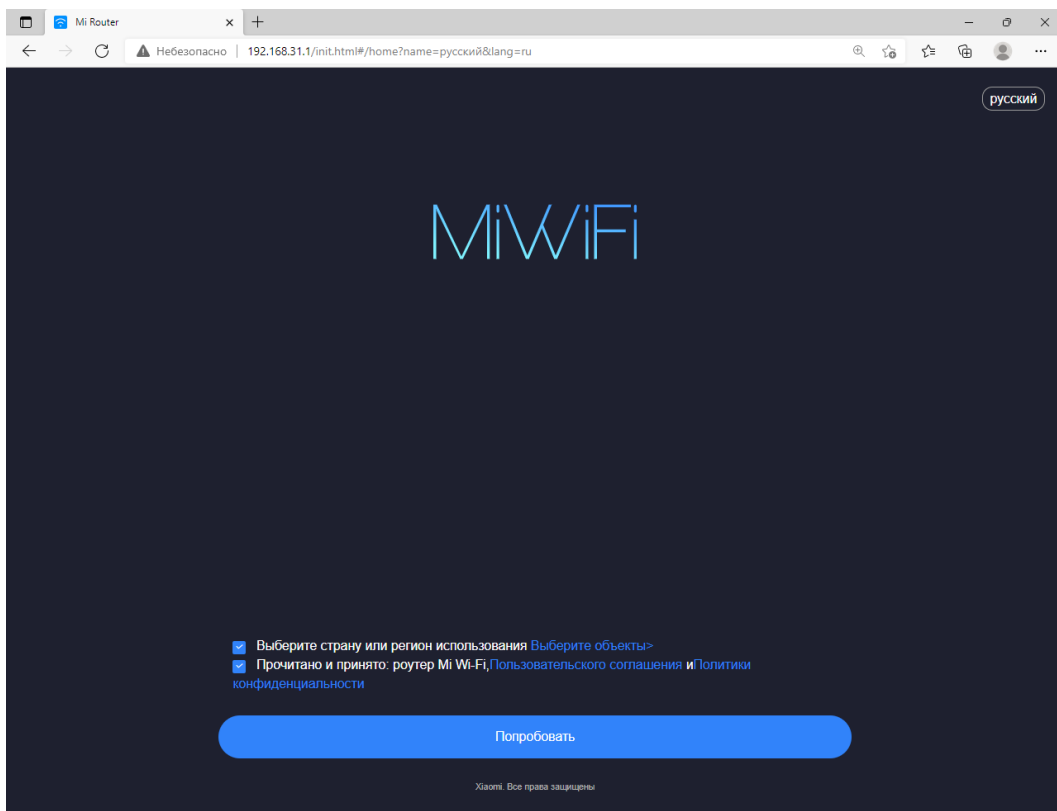 Mi Router
Небезопасно 192.168.31.1/init.html#/home?name=русский&lang=ru
русский
MiWiFi
Выберите страну или регион использования Выберите объекты>
Прочитано и принято: роутер Mi Wi-Fi,Пользовательского соглашения иПолитики
конфиденциальности
Попробовать
Xiaomi. Все права защищены